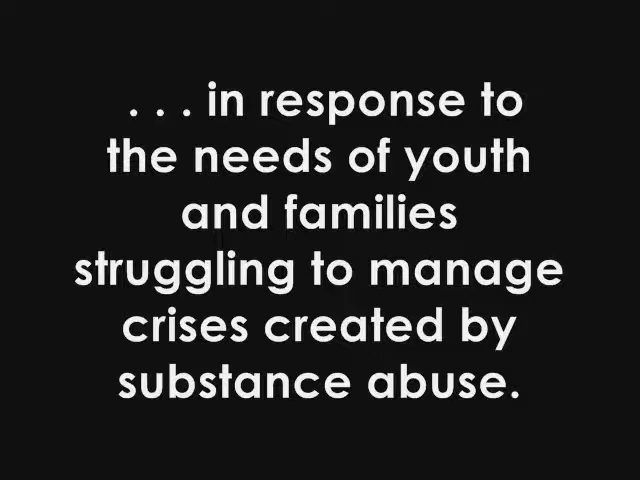 . . . in response to
the needs of youth
and families
struggling to manage
crises created by
substance abuse.